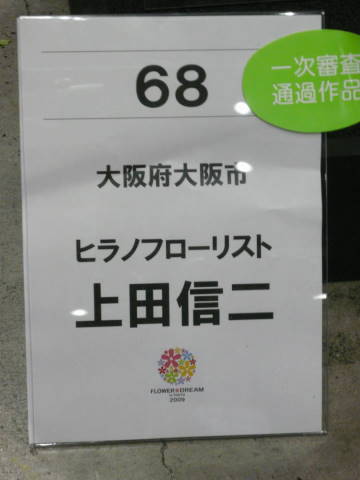 68
一次審査
通過作品
大阪府大阪市
ヒラノフローリスト
上田信二
FLOWER DREAM
2009